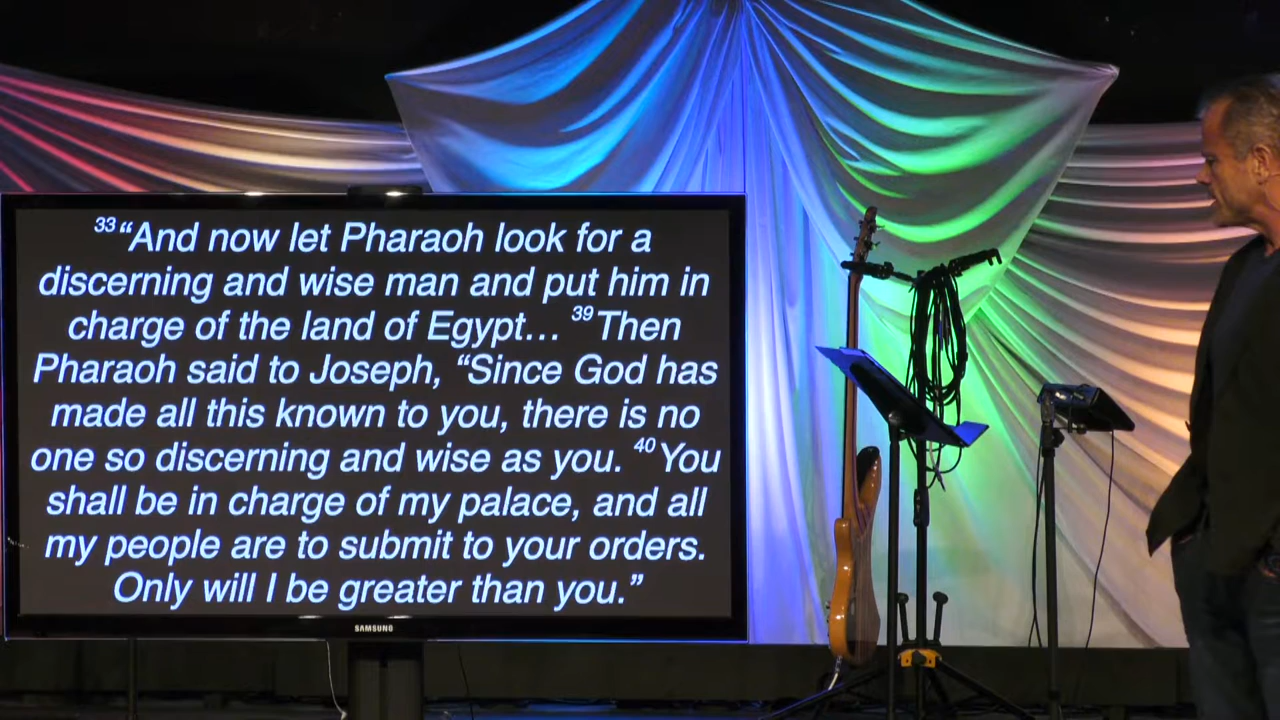 ³³“And now let Pharaoh look for a
discerning and wise man and put him in
charge of the land of Egypt... ³⁹Then
Pharaoh said to Joseph, “Since God has
made all this known to you, there is no
one so discerning and wise as you. ⁴⁰You
shall be in charge of my palace, and all
my people are to submit to your orders.
Only will I be greater than you.”
SAMSUNG